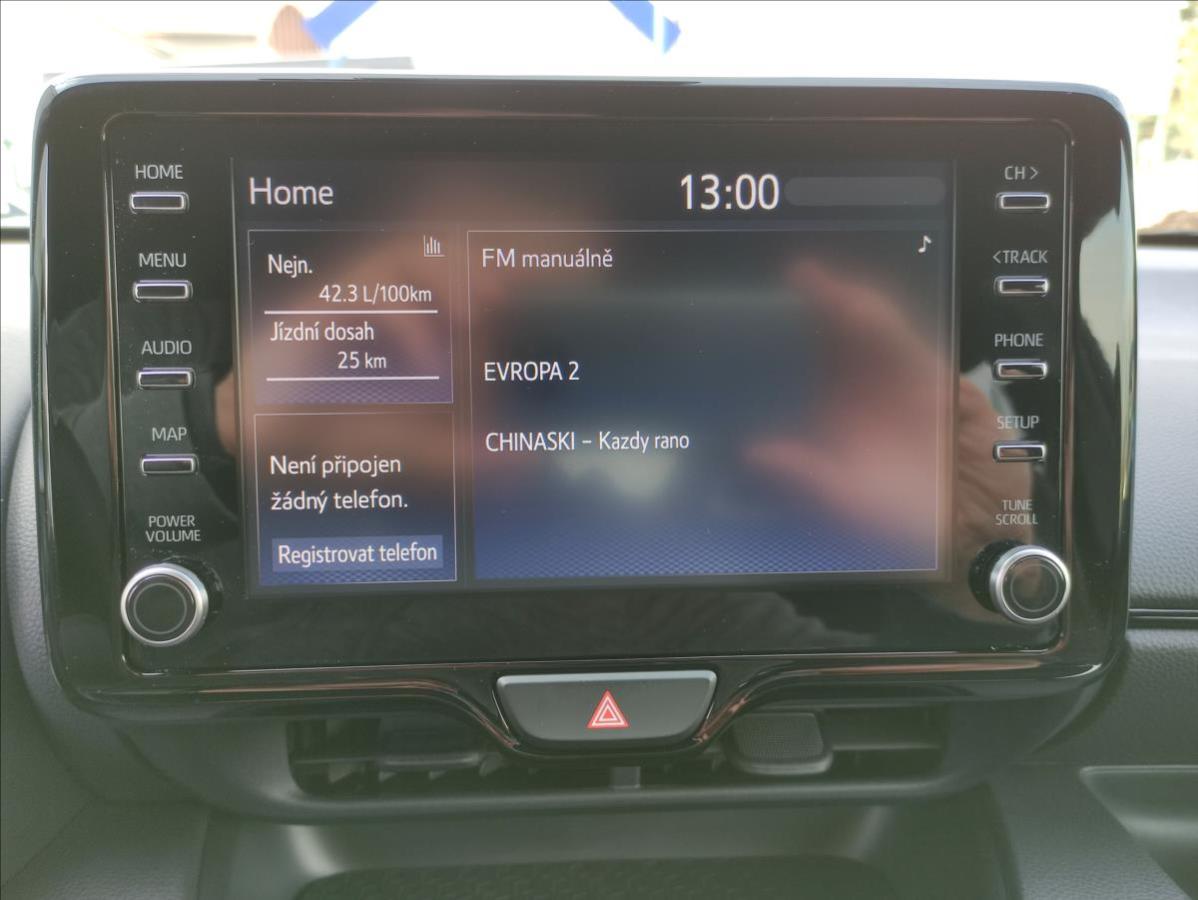 HOME
MENU
AUDIO
MAP
POWER
VOLUME
Home
13:00
Nejn.
42.3 L/100km
Jízdní dosah
25 km
Není připojen
žádný telefon.
Registrovat telefon
FM manuálně
EVROPA 2
CHINASKI - Kazdy rano
CH >
<TRACK
PHONE
SETUP
TUNE
SCROLL